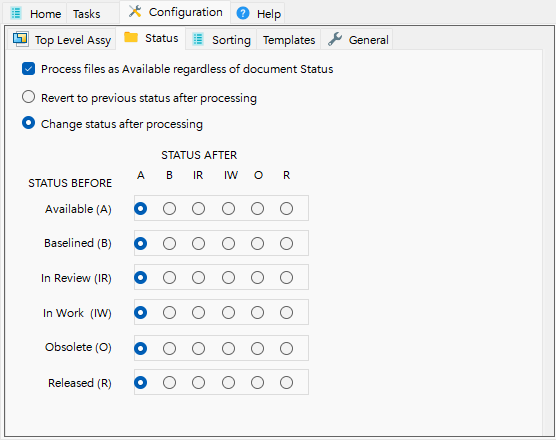 Home Tasks Configuration Help
Top Level Assy Status Sorting Templates General
Process files as Available regardless of document Status
Revert to previous status after processing
Change status after processing
STATUS AFTER
A B IR IW O R
STATUS BEFORE
Available (A)
Baselined (B)
In Review (IR)
In Work (IW)
Obsolete (O)
Released (R)